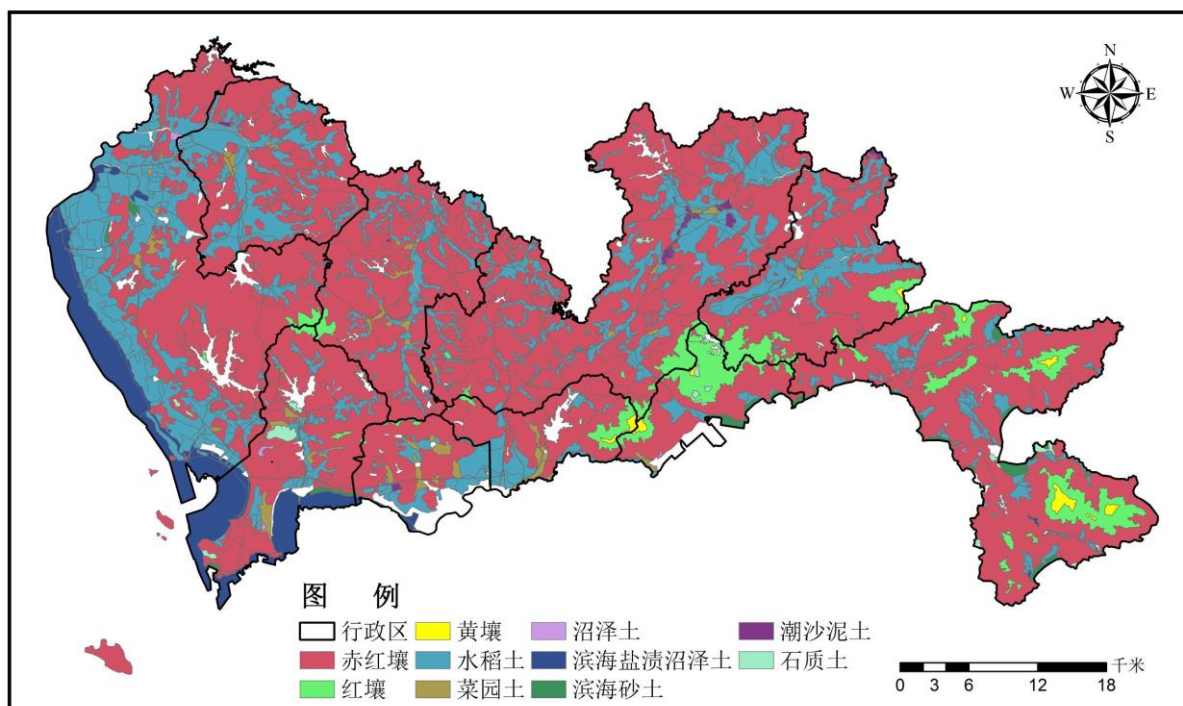 N
W E
S
图 例
行政区 黄壤 沼泽土 潮沙泥土
赤红壤 水稻土 滨海盐渍沼泽土 石质土
红壤 菜园土 滨海砂土
千米
0 3 6 12 18